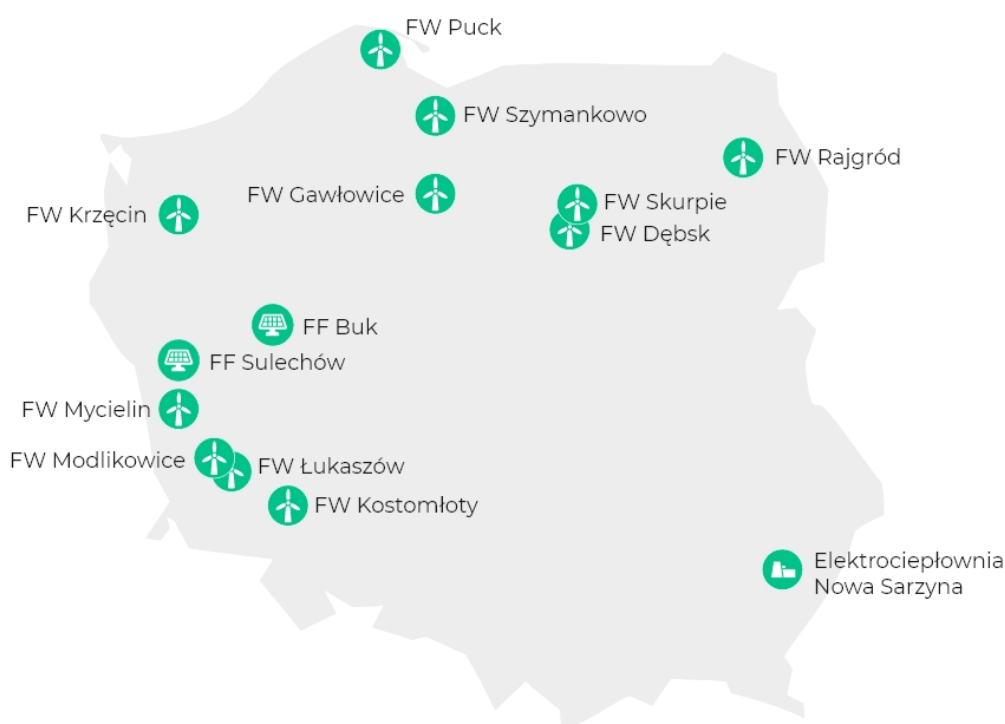 FW Puck
FW Szymankowo
FW Rajgród
FW Gawłowice
FW Skurpie
FW Krzęcin
FW Dębsk
FF Buk
FF Sulechów
FW Mycielin
FW Modlikowice
FW Łukaszów
FW Kostomłoty
Elektrociepłownia
Nowa Sarzyna